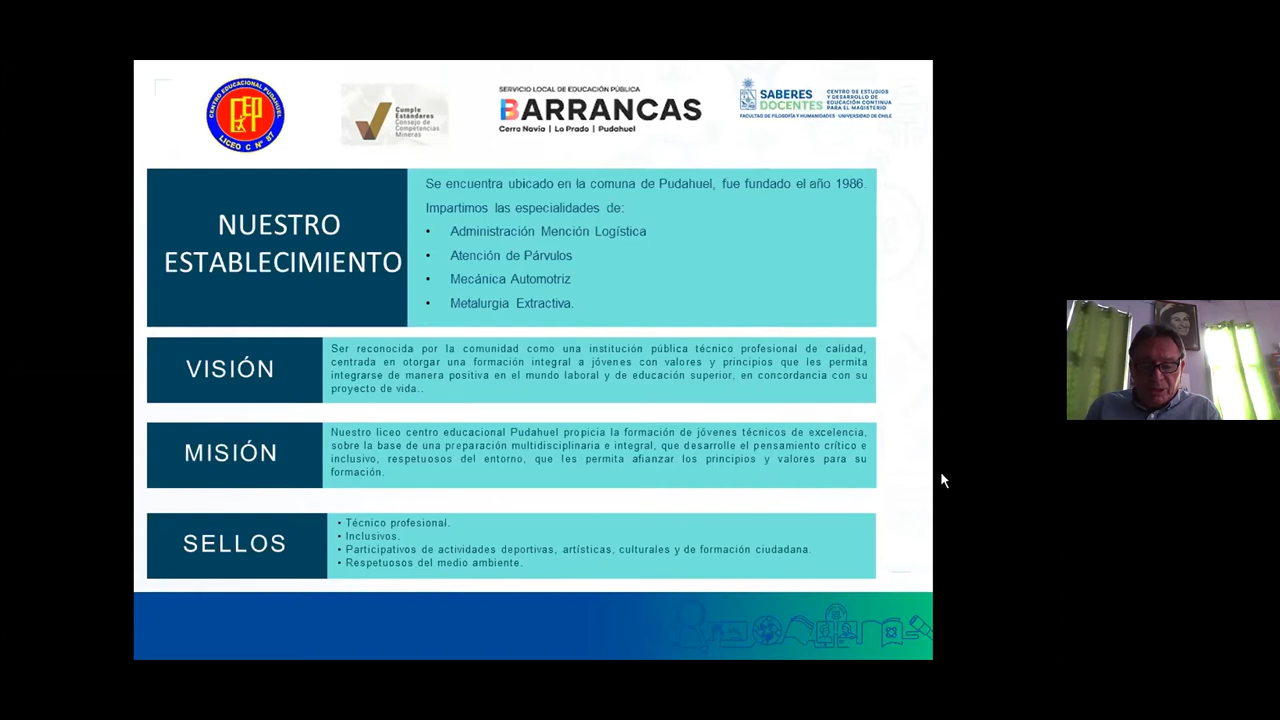 CENTRO EDUCACIONAL PUDAHUEL
CEP
LICEO C N° 87
Cumple
Estándares
Consejo de
Competencias
Mineras
SERVICIO LOCAL DE EDUCACIÓN PÚBLICA
BARRANCAS
Cerro Navia | Lo Prado | Pudahuel
SABERES
DOCENTES
CENTRO DE ESTUDIOS
Y DESARROLLO DE
EDUCACIÓN CONTINUA
PARA EL MAGISTERIO
FACULTAD DE FILOSOFÍA Y HUMANIDADES · UNIVERSIDAD DE CHILE
NUESTRO
ESTABLECIMIENTO
Se encuentra ubicado en la comuna de Pudahuel, fue fundado el año 1986.
Impartimos las especialidades de:
• Administración Mención Logística
• Atención de Párvulos
• Mecánica Automotriz
• Metalurgia Extractiva.
VISIÓN
Ser reconocida por la comunidad como una institución pública técnico profesional de calidad,
centrada en otorgar una formación integral a jóvenes con valores y principios que les permita
integrarse de manera positiva en el mundo laboral y de educación superior, en concordancia con su
proyecto de vida..
MISIÓN
Nuestro liceo centro educacional Pudahuel propicia la formación de jóvenes técnicos de excelencia,
sobre la base de una preparación multidisciplinaria e integral, que desarrolle el pensamiento crítico e
inclusivo, respetuosos del entorno, que les permita afianzar los principios y valores para su
formación.
SELLOS
• Técnico profesional.
• Inclusivos.
• Participativos de actividades deportivas, artísticas, culturales y de formación ciudadana.
• Respetuosos del medio ambiente.